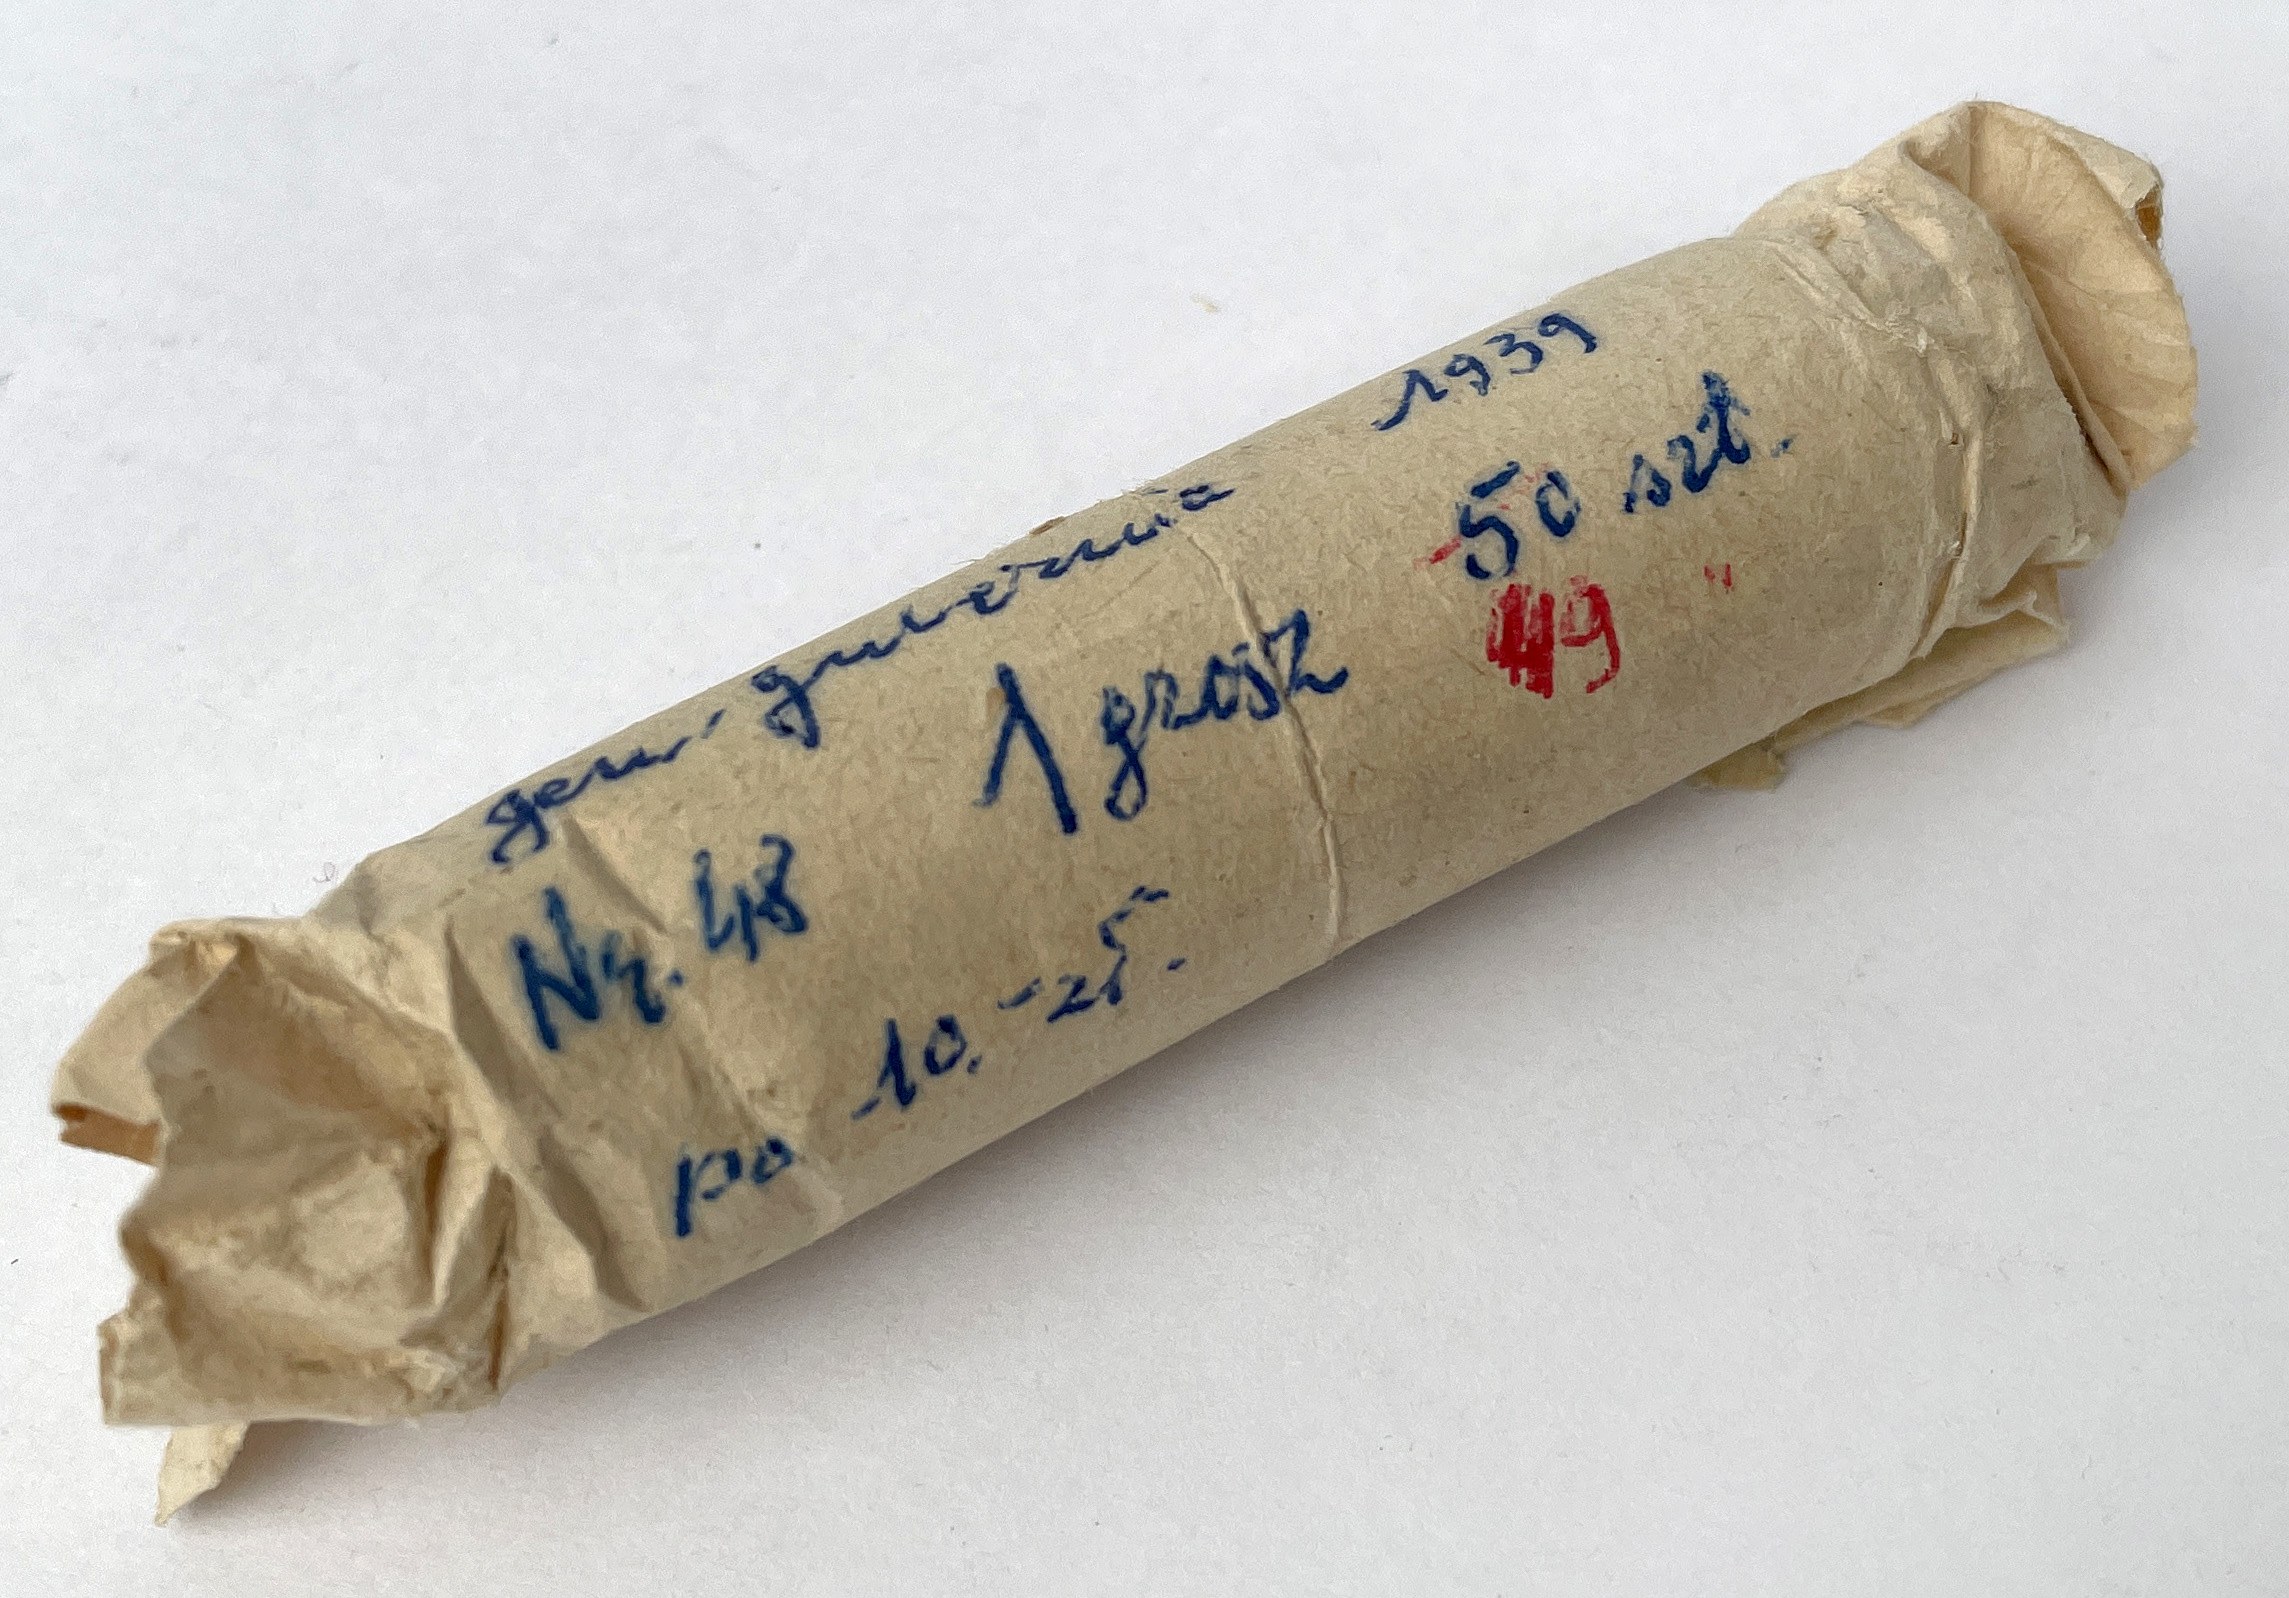 gen. gubernia 1939
1 grosz 50 szt.
49 "
Nr. 48
po 10.-25.-